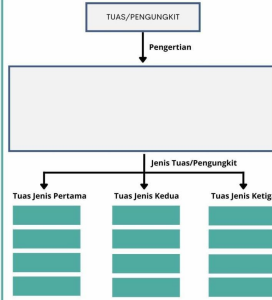 TUAS/PENGUNGKIT
Pengertian
Jenis Tuas/Pengungkit
Tuas Jenis Pertama
Tuas Jenis Kedua
Tuas Jenis Ketig